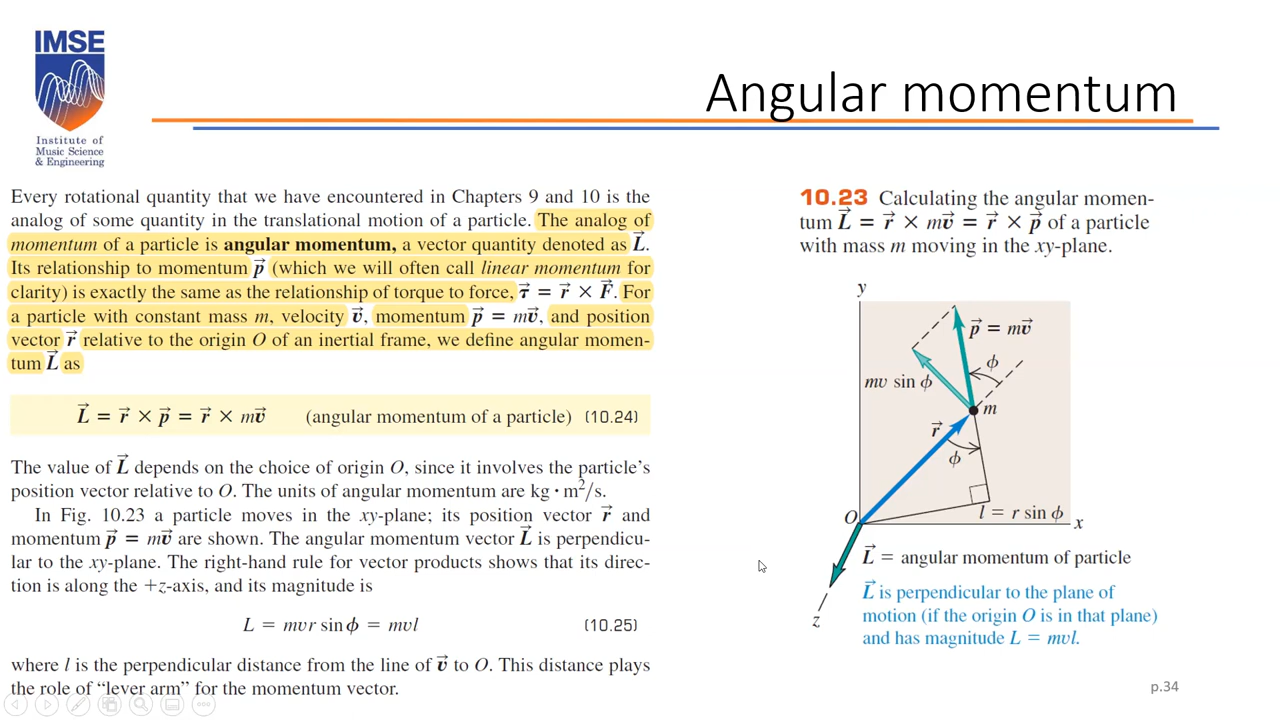 IMSE
Institute of
Music Science
& Engineering
Angular momentum
Every rotational quantity that we have encountered in Chapters 9 and 10 is the
analog of some quantity in the translational motion of a particle. The analog of
momentum of a particle is angular momentum, a vector quantity denoted as L⃗.
Its relationship to momentum p⃗ (which we will often call linear momentum for
clarity) is exactly the same as the relationship of torque to force, τ⃗ = r⃗ × F⃗. For
a particle with constant mass m, velocity v⃗, momentum p⃗ = mv⃗, and position
vector r⃗ relative to the origin O of an inertial frame, we define angular momen-
tum L⃗ as
L⃗ = r⃗ × p⃗ = r⃗ × mv⃗ (angular momentum of a particle) (10.24)
The value of L⃗ depends on the choice of origin O, since it involves the particle's
position vector relative to O. The units of angular momentum are kg · m²/s.
In Fig. 10.23 a particle moves in the xy-plane; its position vector r⃗ and
momentum p⃗ = mv⃗ are shown. The angular momentum vector L⃗ is perpendicu-
lar to the xy-plane. The right-hand rule for vector products shows that its direc-
tion is along the +z-axis, and its magnitude is
L = mvr sin ϕ = mvl (10.25)
where l is the perpendicular distance from the line of v⃗ to O. This distance plays
the role of "lever arm" for the momentum vector.
10.23 Calculating the angular momen-
tum L⃗ = r⃗ × mv⃗ = r⃗ × p⃗ of a particle
with mass m moving in the xy-plane.
y
p⃗ = mv⃗
ϕ
mv sin ϕ
m
r⃗
ϕ
l = r sin ϕ
O
x
L⃗ = angular momentum of particle
z
L⃗ is perpendicular to the plane of
motion (if the origin O is in that plane)
and has magnitude L = mvl.
p.34